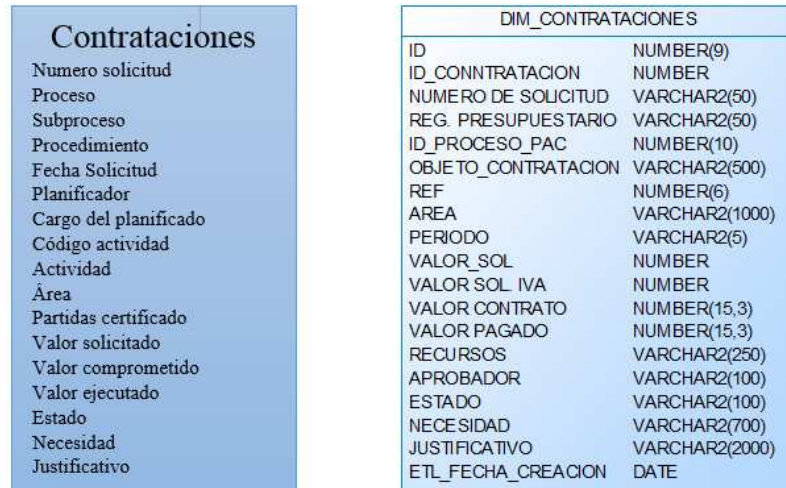 Contrataciones
Numero solicitud
Proceso
Subproceso
Procedimiento
Fecha Solicitud
Planificador
Cargo del planificado
Código actividad
Actividad
Área
Partidas certificado
Valor solicitado
Valor comprometido
Valor ejecutado
Estado
Necesidad
Justificativo
DIM_CONTRATACIONES
ID NUMBER(9)
ID_CONNTRATACION NUMBER
NUMERO DE SOLICITUD VARCHAR2(50)
REG. PRESUPUESTARIO VARCHAR2(50)
ID_PROCESO_PAC NUMBER(10)
OBJETO_CONTRATACION VARCHAR2(500)
REF NUMBER(6)
AREA VARCHAR2(1000)
PERIODO VARCHAR2(5)
VALOR_SOL NUMBER
VALOR SOL. IVA NUMBER
VALOR CONTRATO NUMBER(15,3)
VALOR PAGADO NUMBER(15,3)
RECURSOS VARCHAR2(250)
APROBADOR VARCHAR2(100)
ESTADO VARCHAR2(100)
NECESIDAD VARCHAR2(700)
JUSTIFICATIVO VARCHAR2(2000)
ETL_FECHA_CREACION DATE